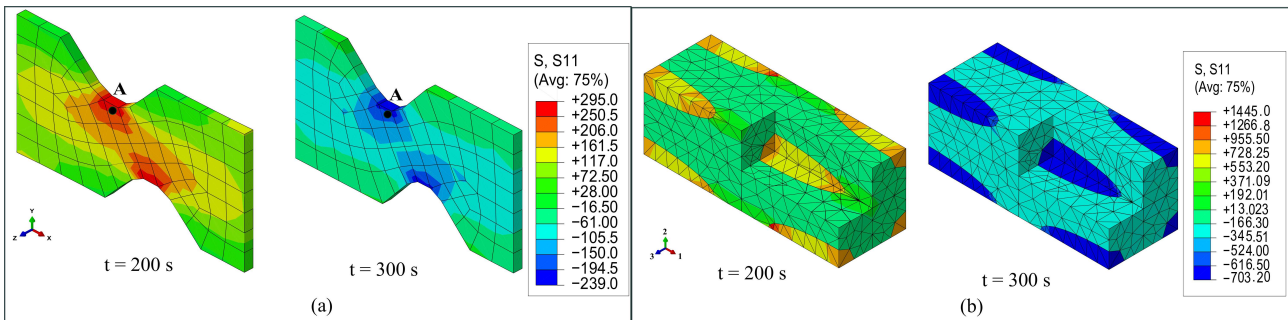 A
A
S, S11
(Avg: 75%)
+295.0
+250.5
+206.0
+161.5
+117.0
+72.50
+28.00
−16.50
−61.00
−105.5
−150.0
−194.5
−239.0
Y
Z
X
t = 200 s
t = 300 s
(a)
S, S11
(Avg: 75%)
+1445.0
+1266.8
+955.50
+728.25
+553.20
+371.09
+192.01
+13.023
−166.30
−345.51
−524.00
−616.50
−703.20
2
3
1
t = 200 s
t = 300 s
(b)